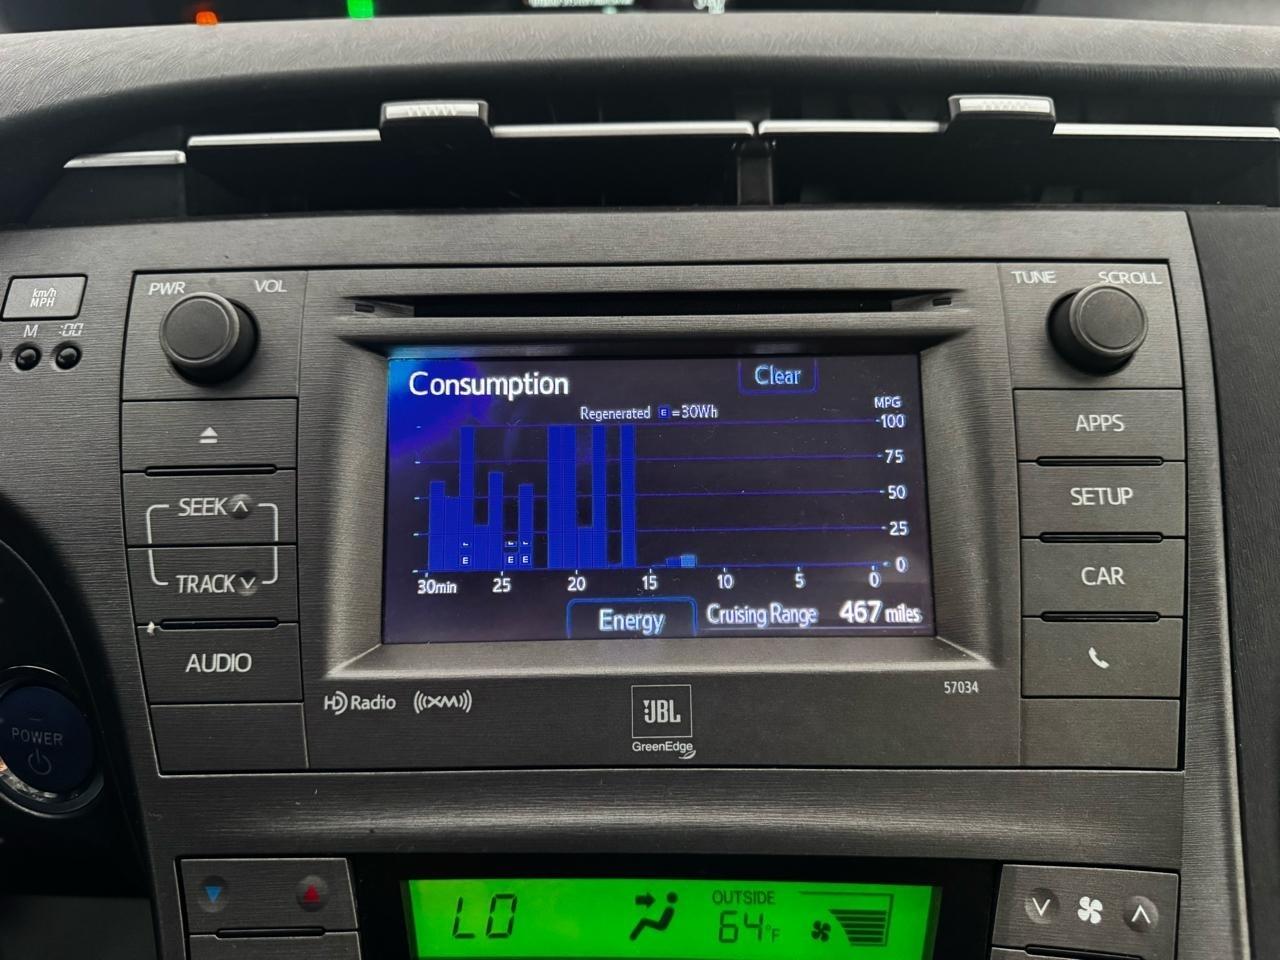 km/h
MPH
M :00
PWR VOL
TUNE SCROLL
Consumption
Clear
Regenerated E =30Wh
MPG
100
75
50
25
0
E E E
30min 25 20 15 10 5 0
Energy
Cruising Range 467 miles
SEEK
TRACK
AUDIO
APPS
SETUP
CAR
POWER
HD Radio
((XM))
JBL
GreenEdge
57034
LO
OUTSIDE
64°F